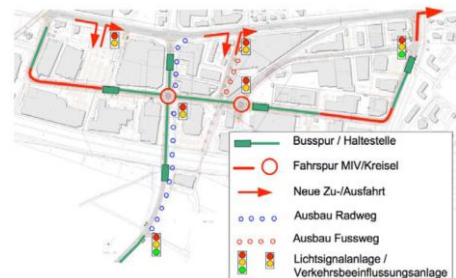 Busspur / Haltestelle
Fahrspur MIV/Kreisel
Neue Zu-/Ausfahrt
Ausbau Radweg
Ausbau Fussweg
Lichtsignalanlage /
Verkehrsbeeinflussungsanlage